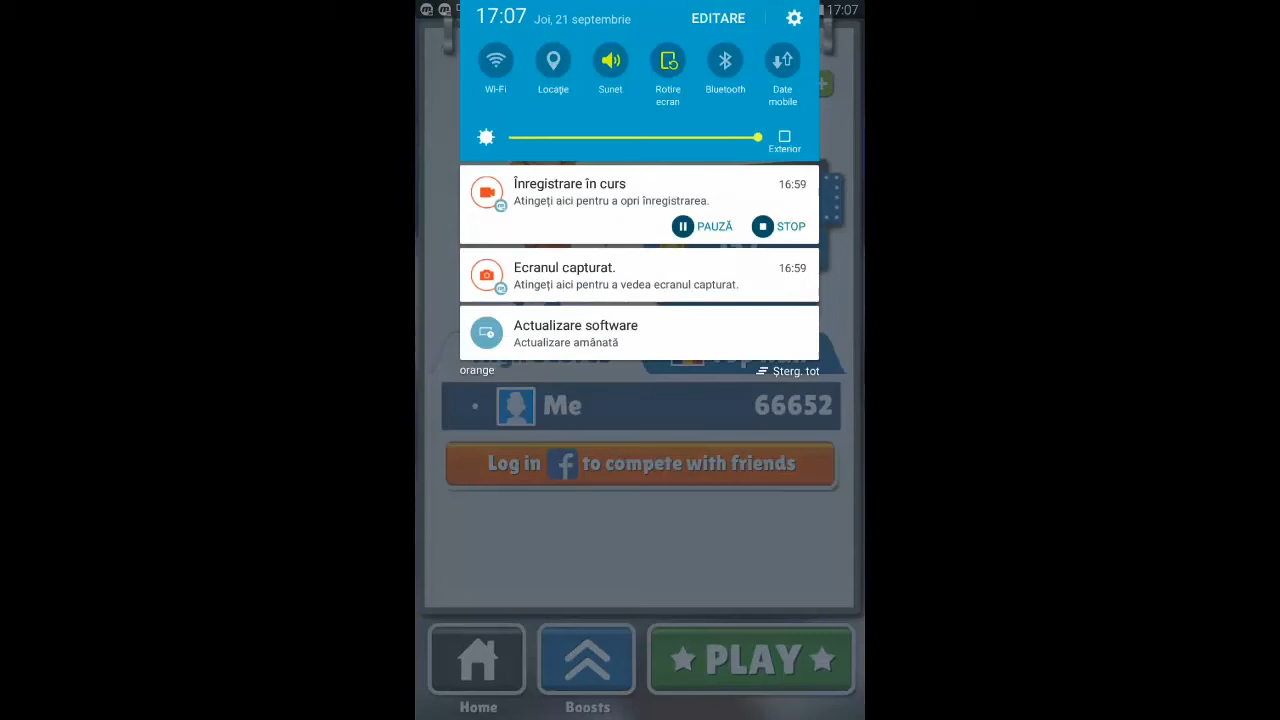 17:07
17:07 Joi, 21 septembrie EDITARE
Wi-Fi Locație Sunet Rotire ecran Bluetooth Date mobile
Exterior
Înregistrare în curs 16:59
Atingeți aici pentru a opri înregistrarea.
PAUZĂ STOP
Ecranul capturat. 16:59
Atingeți aici pentru a vedea ecranul capturat.
Actualizare software
Actualizare amânată
orange Șterg. tot
Me 66652
Log in f to compete with friends
PLAY
Home Boosts